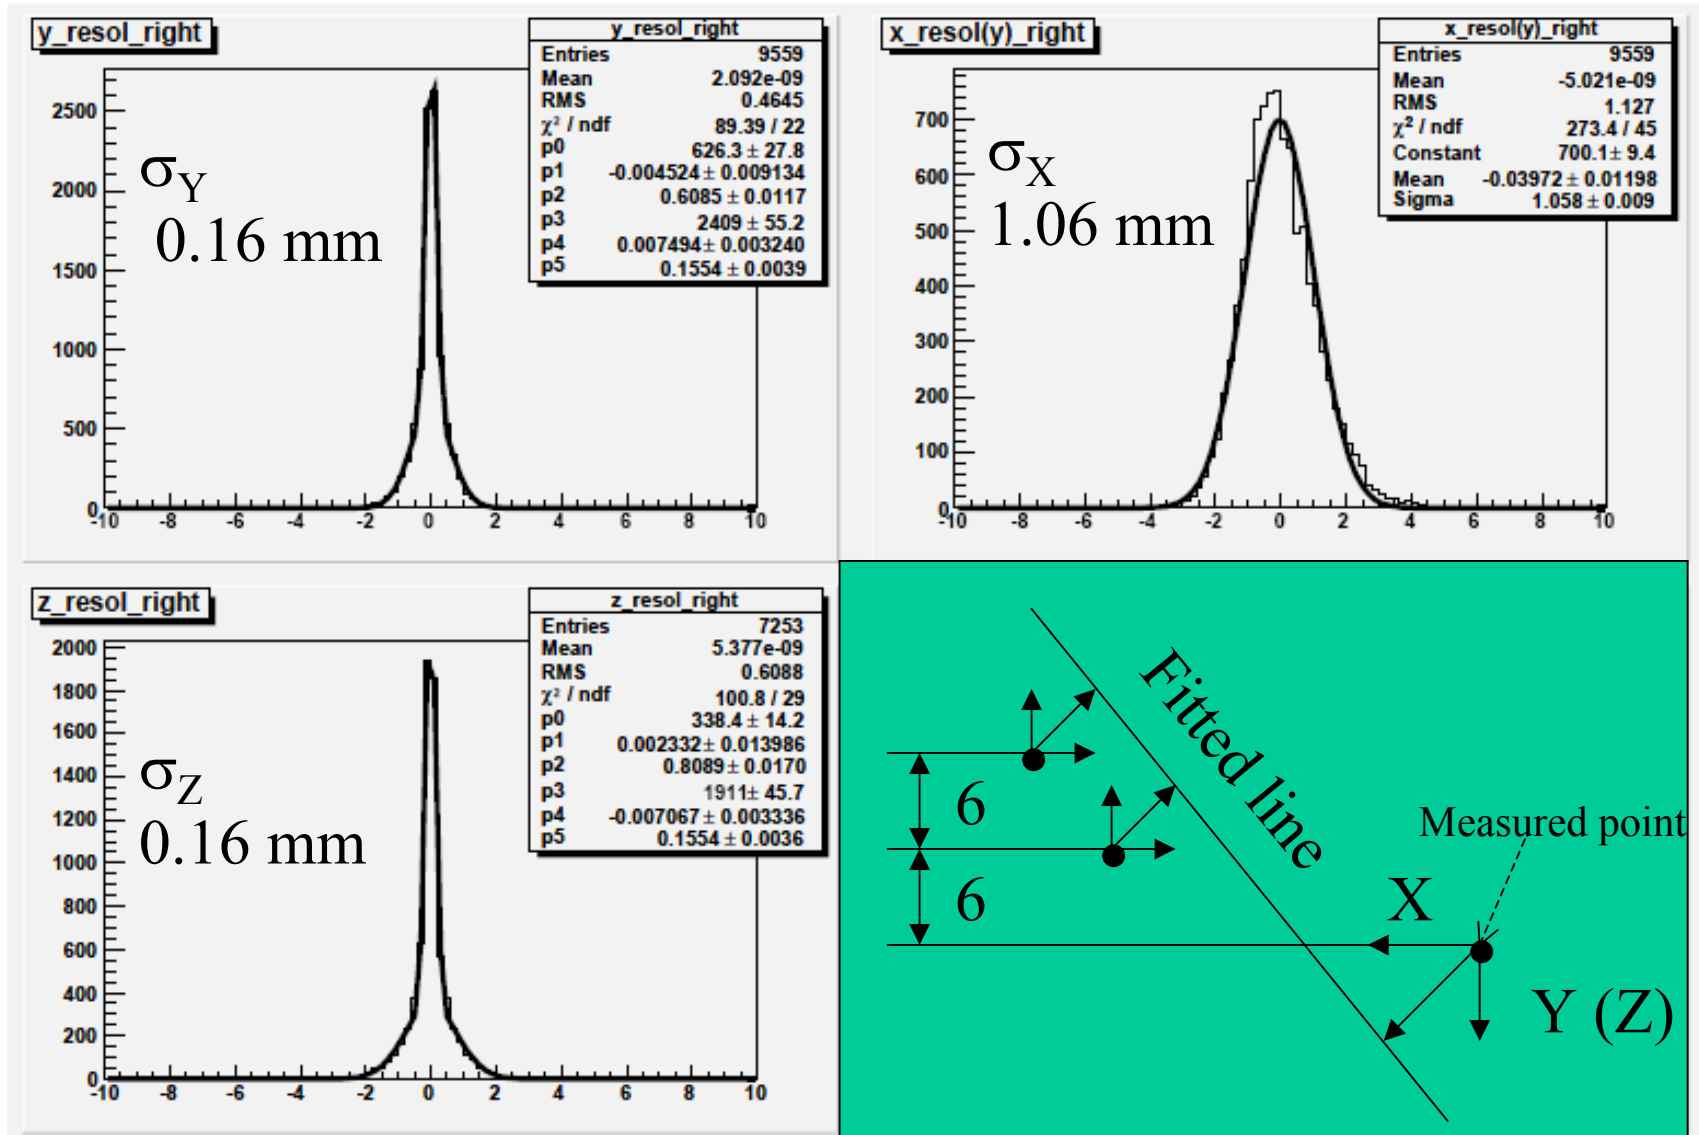 y_resol_right
y_resol_right
Entries 9559
Mean 2.092e-09
RMS 0.4645
χ² / ndf 89.39 / 22
p0 626.3 ± 27.8
p1 -0.004524 ± 0.009134
p2 0.6085 ± 0.0117
p3 2409 ± 55.2
p4 0.007494 ± 0.003240
p5 0.1554 ± 0.0039
σY
0.16 mm
2500
2000
1500
1000
500
0
-10 -8 -6 -4 -2 0 2 4 6 8 10
x_resol(y)_right
x_resol(y)_right
Entries 9559
Mean -5.021e-09
RMS 1.127
χ² / ndf 273.4 / 45
Constant 700.1 ± 9.4
Mean -0.03972 ± 0.01198
Sigma 1.058 ± 0.009
σX
1.06 mm
700
600
500
400
300
200
100
0
-10 -8 -6 -4 -2 0 2 4 6 8 10
z_resol_right
z_resol_right
Entries 7253
Mean 5.377e-09
RMS 0.6088
χ² / ndf 100.8 / 29
p0 338.4 ± 14.2
p1 0.002332 ± 0.013986
p2 0.8089 ± 0.0170
p3 1911 ± 45.7
p4 -0.007067 ± 0.003336
p5 0.1554 ± 0.0036
σZ
0.16 mm
2000
1800
1600
1400
1200
1000
800
600
400
200
0
-10 -8 -6 -4 -2 0 2 4 6 8 10
Fitted line
6
6
Measured point
X
Y (Z)